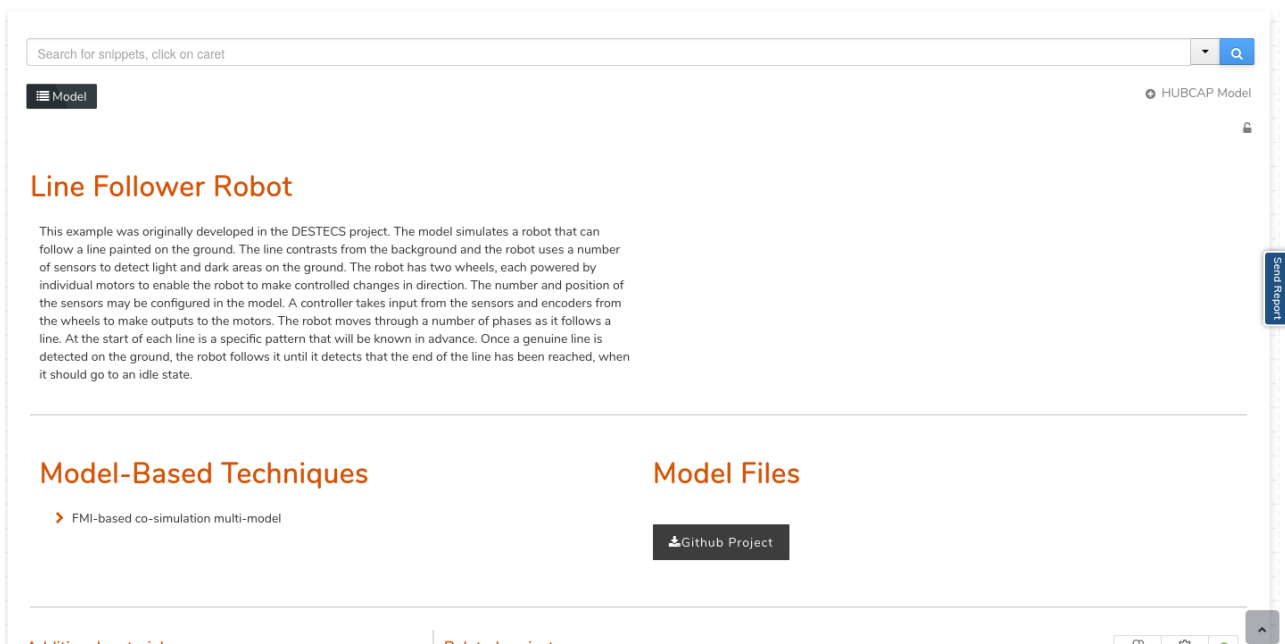 Search for snippets, click on caret
Model
HUBCAP Model
Line Follower Robot
This example was originally developed in the DESTECS project. The model simulates a robot that can
follow a line painted on the ground. The line contrasts from the background and the robot uses a number
of sensors to detect light and dark areas on the ground. The robot has two wheels, each powered by
individual motors to enable the robot to make controlled changes in direction. The number and position of
the sensors may be configured in the model. A controller takes input from the sensors and encoders from
the wheels to make outputs to the motors. The robot moves through a number of phases as it follows a
line. At the start of each line is a specific pattern that will be known in advance. Once a genuine line is
detected on the ground, the robot follows it until it detects that the end of the line has been reached, when
it should go to an idle state.
Send Report
Model-Based Techniques
FMI-based co-simulation multi-model
Model Files
Github Project